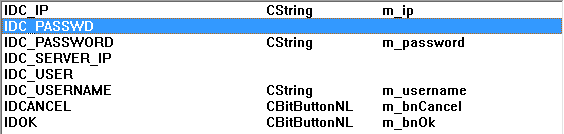 IDC_IP CString m_ip
IDC_PASSWD
IDC_PASSWORD CString m_password
IDC_SERVER_IP
IDC_USER
IDC_USERNAME CString m_username
IDCANCEL CBitButtonNL m_bnCancel
IDOK CBitButtonNL m_bnOk